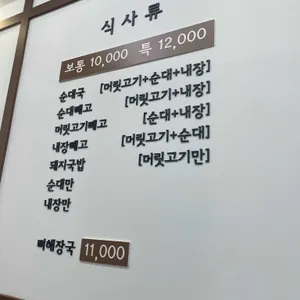 식사류
보통 10,000 특 12,000
순대국 [머릿고기+순대+내장]
순대빼고 [머릿고기+내장]
머릿고기빼고 [순대+내장]
내장빼고 [머릿고기+순대]
돼지국밥 [머릿고기만]
순대만
내장만
뼈해장국 11,000